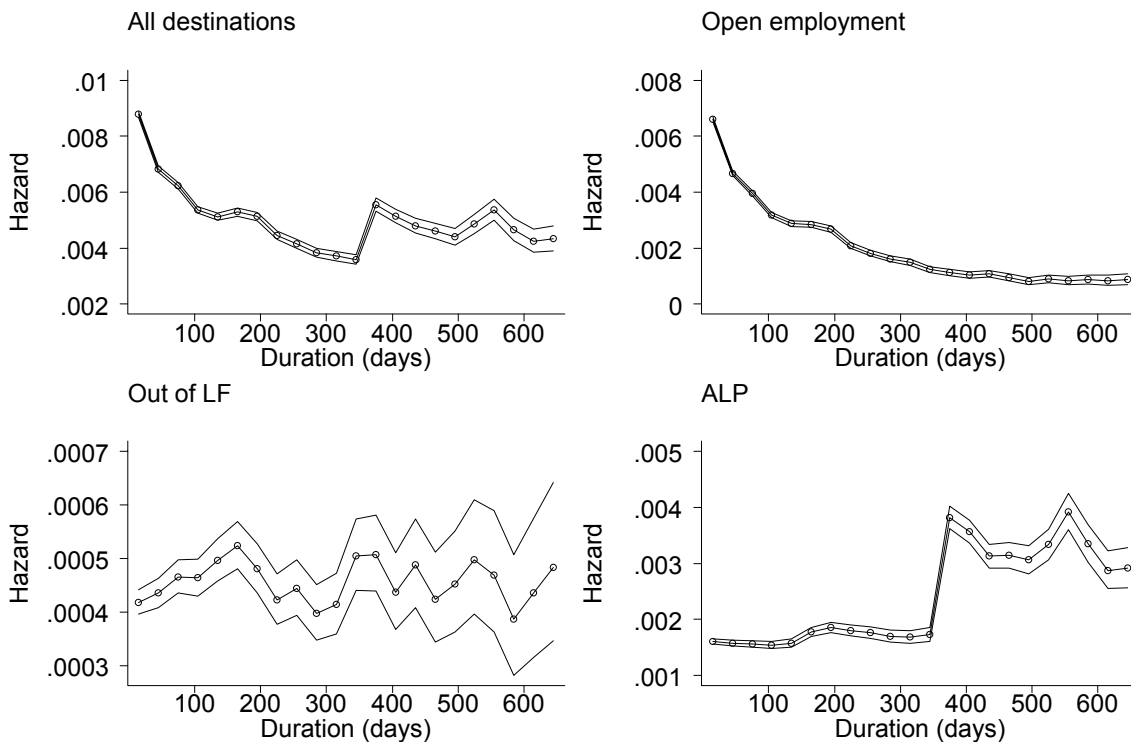 All destinations
Hazard
.01
.008
.006
.004
.002
100 200 300 400 500 600
Duration (days)
Open employment
Hazard
.008
.006
.004
.002
0
100 200 300 400 500 600
Duration (days)
Out of LF
Hazard
.0007
.0006
.0005
.0004
.0003
100 200 300 400 500 600
Duration (days)
ALP
Hazard
.005
.004
.003
.002
.001
100 200 300 400 500 600
Duration (days)